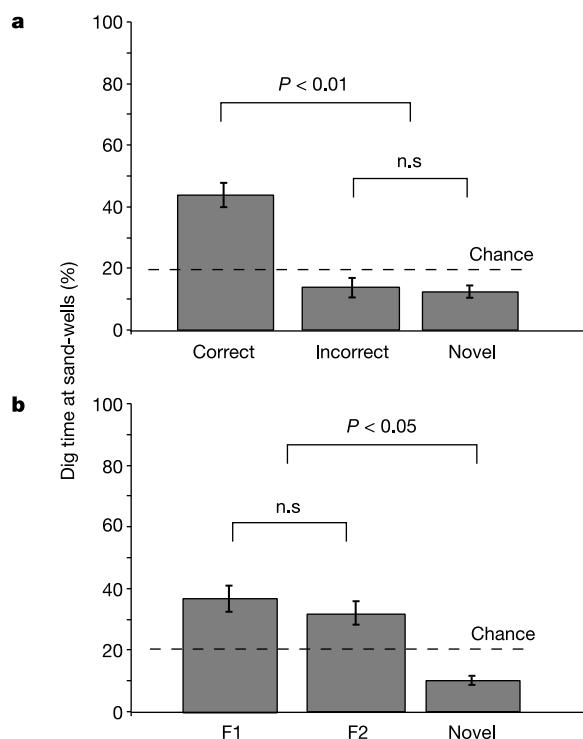 a
100
80
60
40
20
0
P < 0.01
n.s
Chance
Correct Incorrect Novel
Dig time at sand-wells (%)
b
100
80
60
40
20
0
P < 0.05
n.s
Chance
F1 F2 Novel